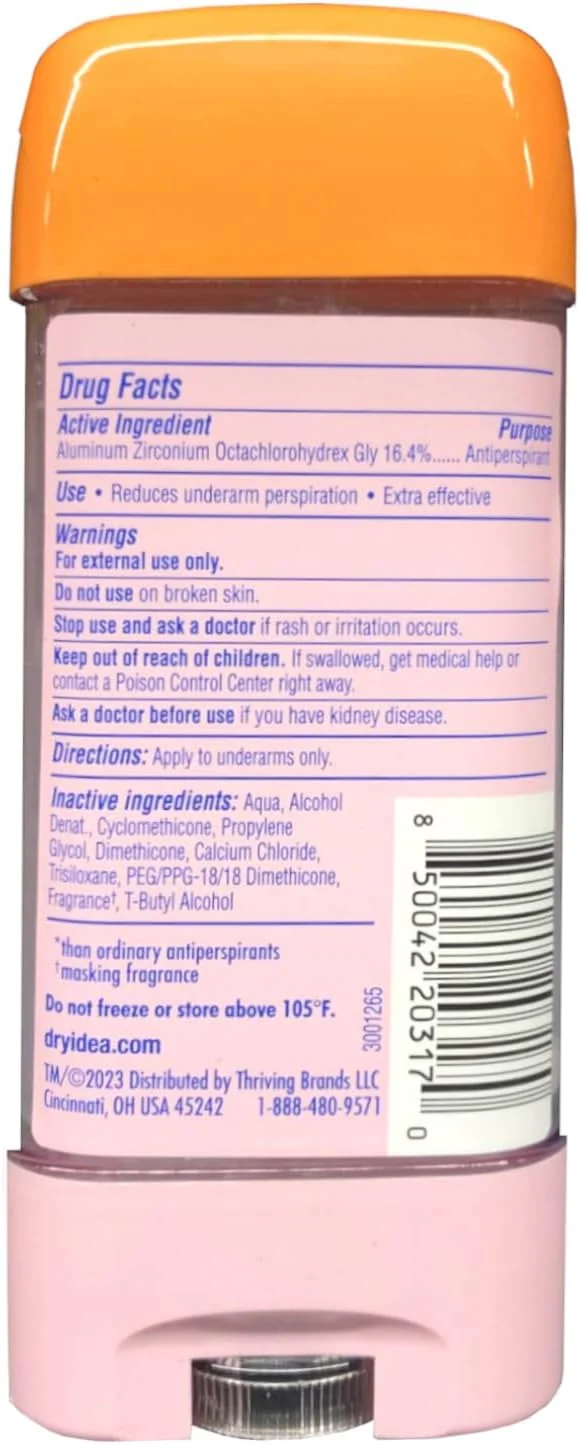 Drug Facts
Active Ingredient Purpose
Aluminum Zirconium Octachlorohydrex Gly 16.4%...... Antiperspirant
Use • Reduces underarm perspiration • Extra effective
Warnings
For external use only.
Do not use on broken skin.
Stop use and ask a doctor if rash or irritation occurs.
Keep out of reach of children. If swallowed, get medical help or
contact a Poison Control Center right away.
Ask a doctor before use if you have kidney disease.
Directions: Apply to underarms only.
Inactive ingredients: Aqua, Alcohol
Denat., Cyclomethicone, Propylene
Glycol, Dimethicone, Calcium Chloride,
Trisiloxane, PEG/PPG-18/18 Dimethicone,
Fragrance†, T-Butyl Alcohol
*than ordinary antiperspirants
†masking fragrance
Do not freeze or store above 105°F.
dryidea.com
TM/©2023 Distributed by Thriving Brands LLC
Cincinnati, OH USA 45242 1-888-480-9571
3001265
8 50042 20317 0